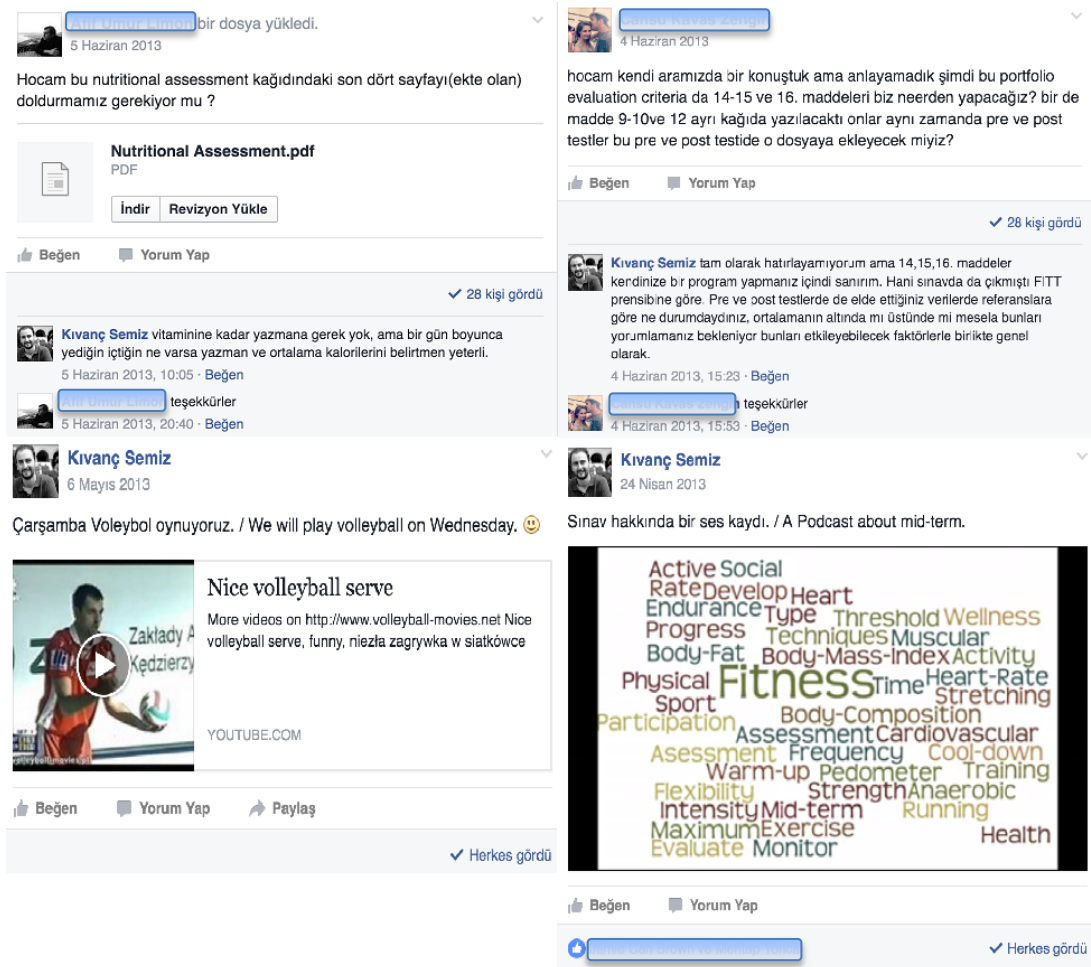 bir dosya yükledi.
5 Haziran 2013
Hocam bu nutritional assessment kağıdındaki son dört sayfayı(ekte olan)
doldurmamız gerekiyor mu ?
Nutritional Assessment.pdf
PDF
İndir Revizyon Yükle
Beğen Yorum Yap
28 kişi gördü
Kıvanç Semiz vitaminine kadar yazmana gerek yok, ama bir gün boyunca
yediğin içtiğin ne varsa yazman ve ortalama kalorilerini belirtmen yeterli.
5 Haziran 2013, 10:05 · Beğen
teşekkürler
5 Haziran 2013, 20:40 · Beğen
4 Haziran 2013
hocam kendi aramızda bir konuştuk ama anlayamadık şimdi bu portfolio
evaluation criteria da 14-15 ve 16. maddeleri biz neerden yapacağız? bir de
madde 9-10ve 12 ayrı kağıda yazılacaktı onlar aynı zamanda pre ve post
testler bu pre ve post testide o dosyaya ekleyecek miyiz?
Beğen Yorum Yap
28 kişi gördü
Kıvanç Semiz tam olarak hatırlayamıyorum ama 14,15,16. maddeler
kendinize bir program yapmanız içindi sanırım. Hani sınavda da çıkmıştı FITT
prensibine göre. Pre ve post testlerde de elde ettiğiniz verilerde referanslara
göre ne durumdaydınız, ortalamanın altında mı üstünde mi mesela bunları
yorumlamanız bekleniyor bunları etkileyebilecek faktörlerle birlikte genel
olarak.
4 Haziran 2013, 15:23 · Beğen
teşekkürler
4 Haziran 2013, 15:53 · Beğen
Kıvanç Semiz
6 Mayıs 2013
Çarşamba Voleybol oynuyoruz. / We will play volleyball on Wednesday.
Zakłady A
Kędzierzy
Nice volleyball serve
More videos on http://www.volleyball-movies.net Nice
volleyball serve, funny, niezła zagrywka w siatkówce
YOUTUBE.COM
Beğen Yorum Yap Paylaş
Herkes gördü
Kıvanç Semiz
24 Nisan 2013
Sınav hakkında bir ses kaydı. / A Podcast about mid-term.
Active Social
Rate Develop Heart
Endurance Type Threshold Wellness
Progress Techniques Muscular
Body-Fat Body-Mass-Index Activity
Physical Fitness Time Heart-Rate
Sport Stretching
Participation Body-Composition
Assessment Cardiovascular
Asessment Frequency Cool-down
Warm-up Pedometer Training
Flexibility Strength Anaerobic
Intensity Mid-term Running
Maximum Exercise Health
Evaluate Monitor
Beğen Yorum Yap
Herkes gördü